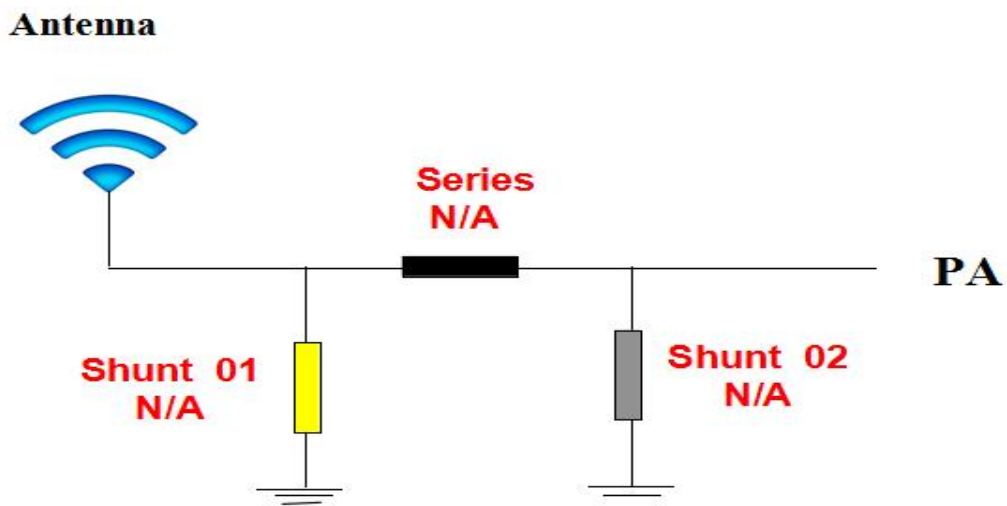 Antenna
Series
N/A
PA
Shunt 01
N/A
Shunt 02
N/A